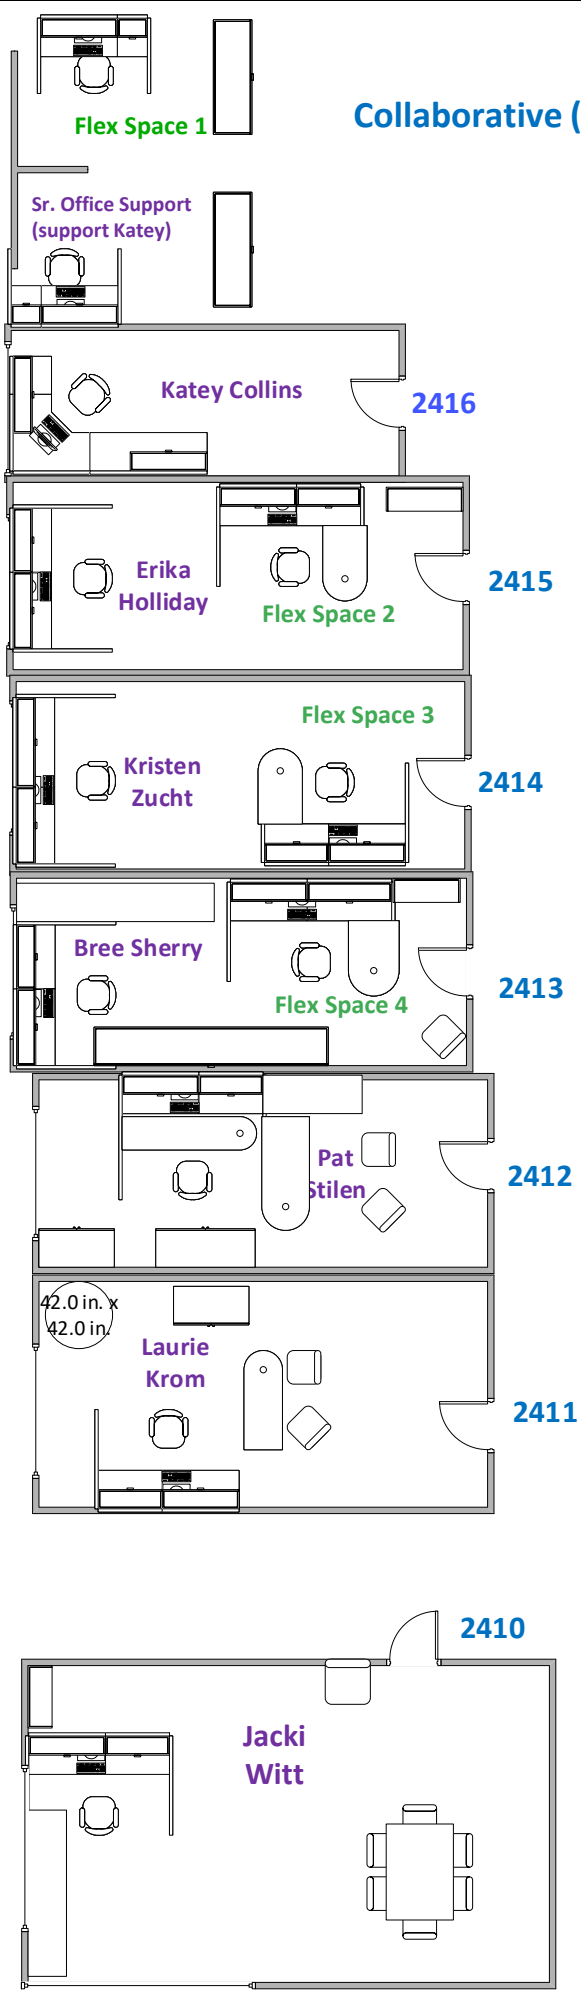 Collaborative (
Flex Space 1
Sr. Office Support
(support Katey)
Katey Collins
2416
Erika
Holliday
Flex Space 2
2415
Flex Space 3
Kristen
Zucht
2414
Bree Sherry
Flex Space 4
2413
Pat
Stilen
2412
42.0 in. x
42.0 in.
Laurie
Krom
2411
2410
Jacki
Witt